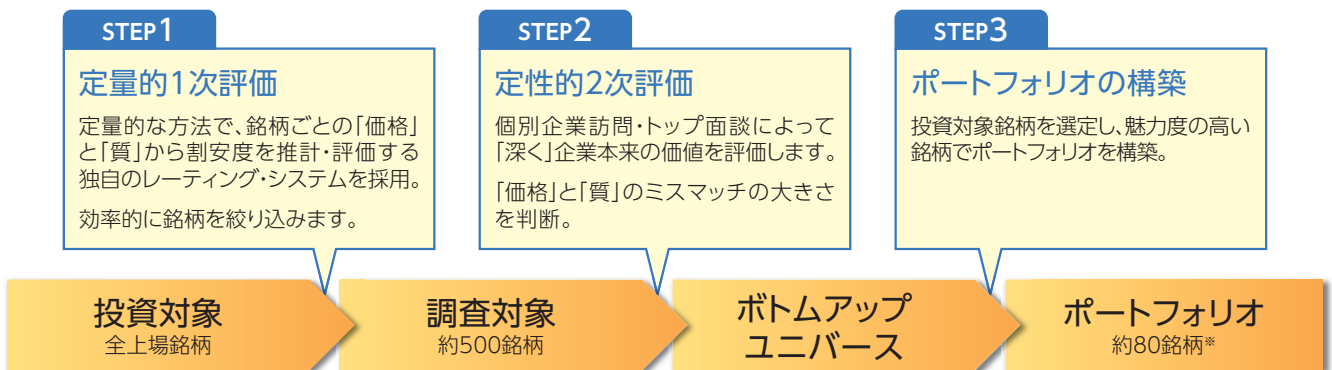 STEP1
定量的1次評価
定量的な方法で、銘柄ごとの「価格」
と「質」から割安度を推計・評価する
独自のレーティング・システムを採用。
効率的に銘柄を絞り込みます。
STEP2
定性的2次評価
個別企業訪問・トップ面談によって
「深く」企業本来の価値を評価します。
「価格」と「質」のミスマッチの大きさ
を判断。
STEP3
ポートフォリオの構築
投資対象銘柄を選定し、魅力度の高い
銘柄でポートフォリオを構築。
投資対象
全上場銘柄
調査対象
約500銘柄
ボトムアップ
ユニバース
ポートフォリオ
約80銘柄※